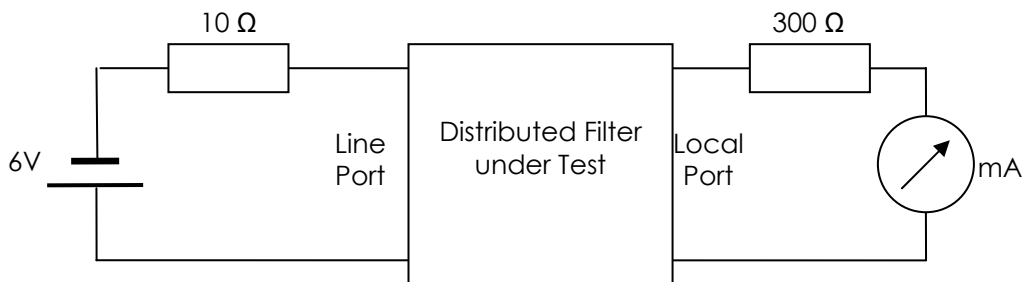 10 Ω
300 Ω
6V
Line
Port
Distributed Filter
under Test
Local
Port
mA